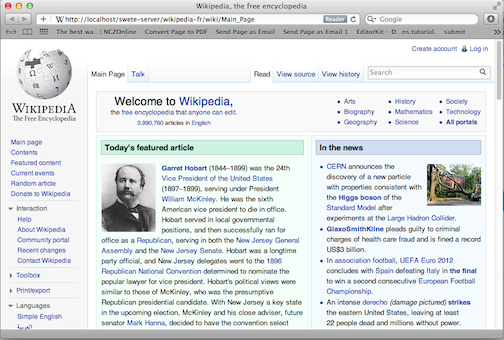 Wikipedia, the free encyclopedia
http://localhost/swete-server/wikipedia-fr/wiki/Main_Page
Reader
Google
The best wa...| NCZOnline Convert Page to PDF Send Page as Email Send Page as Email 1 EditorKit - D...ns tutorial. submit
Create account Log in
Main Page Talk Read View source View history Search
WIKIPEDIA
The Free Encyclopedia
Main page
Contents
Featured content
Current events
Random article
Donate to Wikipedia
Interaction
Help
About Wikipedia
Community portal
Recent changes
Contact Wikipedia
Toolbox
Print/export
Languages
Simple English
العربية
Welcome to Wikipedia,
the free encyclopedia that anyone can edit.
3,990,760 articles in English
Arts
Biography
Geography
History
Mathematics
Science
Society
Technology
All portals
Today's featured article
Garret Hobart (1844–1899) was the 24th
Vice President of the United States
(1897–1899), serving under President
William McKinley. He was the sixth
American vice president to die in office.
Hobart served in local governmental
positions, and then successfully ran for
office as a Republican, serving in both the New Jersey General
Assembly and the New Jersey Senate. Hobart was a longtime
party official, and New Jersey delegates went to the 1896
Republican National Convention determined to nominate the
popular lawyer for vice president. Hobart's political views were
similar to those of McKinley, who was the presumptive
Republican presidential candidate. With New Jersey a key state
in the upcoming election, McKinley and his close adviser, future
senator Mark Hanna, decided to have the convention select
In the news
CERN announces the
discovery of a new particle
with properties consistent with
the Higgs boson of the
Standard Model after
experiments at the Large Hadron Collider.
GlaxoSmithKline pleads guilty to criminal
charges of health care fraud and is fined a record
US$3 billion.
In association football, UEFA Euro 2012
concludes with Spain defeating Italy in the final
to win a second consecutive European Football
Championship.
An intense derecho (damage pictured) strikes
the eastern United States, leaving at least
22 people dead and millions without power.